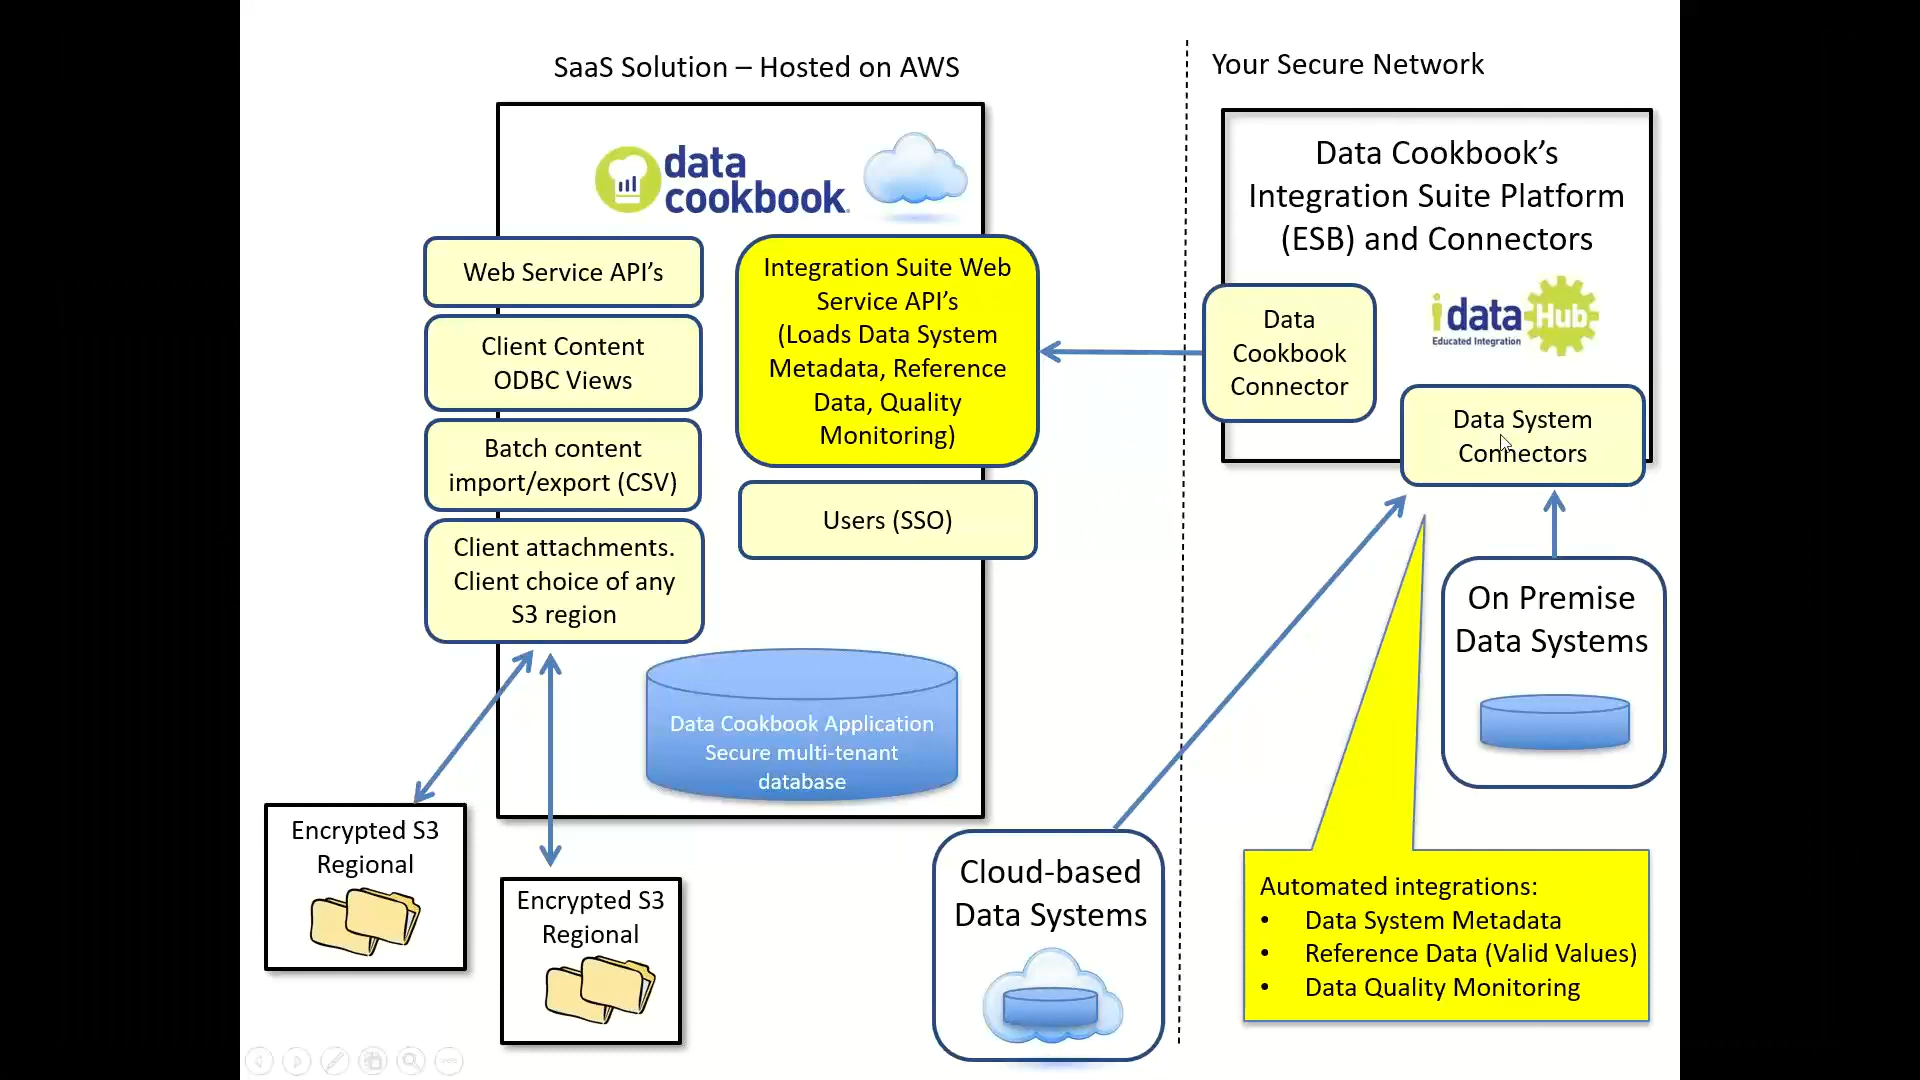 SaaS Solution – Hosted on AWS
data
cookbook
Web Service API’s
Client Content
ODBC Views
Batch content
import/export (CSV)
Client attachments.
Client choice of any
S3 region
Integration Suite Web
Service API’s
(Loads Data System
Metadata, Reference
Data, Quality
Monitoring)
Users (SSO)
Data Cookbook Application
Secure multi-tenant
database
Encrypted S3
Regional
Encrypted S3
Regional
Cloud-based
Data Systems
Your Secure Network
Data Cookbook’s
Integration Suite Platform
(ESB) and Connectors
idataHub
Educated Integration
Data
Cookbook
Connector
Data System
Connectors
On Premise
Data Systems
Automated integrations:
• Data System Metadata
• Reference Data (Valid Values)
• Data Quality Monitoring